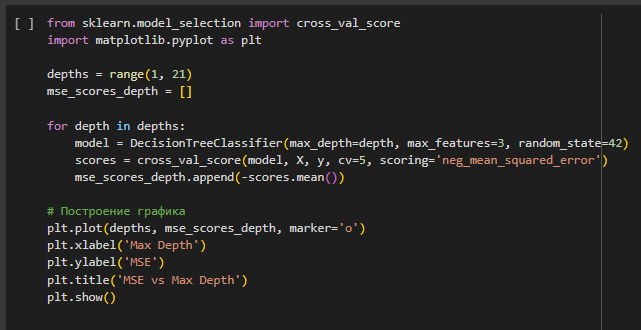 [ ] from sklearn.model_selection import cross_val_score
import matplotlib.pyplot as plt
depths = range(1, 21)
mse_scores_depth = []
for depth in depths:
    model = DecisionTreeClassifier(max_depth=depth, max_features=3, random_state=42)
    scores = cross_val_score(model, X, y, cv=5, scoring='neg_mean_squared_error')
    mse_scores_depth.append(-scores.mean())
# Построение графика
plt.plot(depths, mse_scores_depth, marker='o')
plt.xlabel('Max Depth')
plt.ylabel('MSE')
plt.title('MSE vs Max Depth')
plt.show()